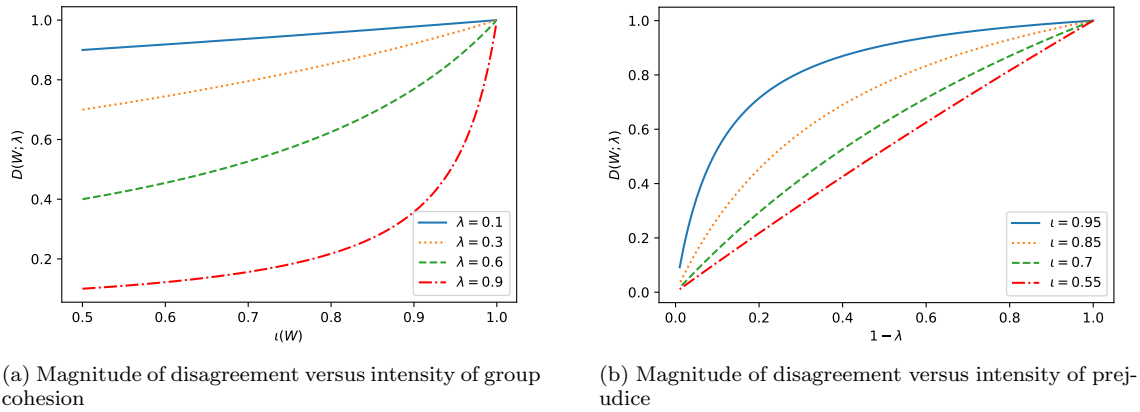 1.0
0.8
0.6
0.4
0.2
D(W; λ)
0.5 0.6 0.7 0.8 0.9 1.0
ι(W)
λ = 0.1
λ = 0.3
λ = 0.6
λ = 0.9
(a) Magnitude of disagreement versus intensity of group
cohesion
1.0
0.8
0.6
0.4
0.2
0.0
D(W; λ)
0.0 0.2 0.4 0.6 0.8 1.0
1 − λ
ι = 0.95
ι = 0.85
ι = 0.7
ι = 0.55
(b) Magnitude of disagreement versus intensity of prej-
udice